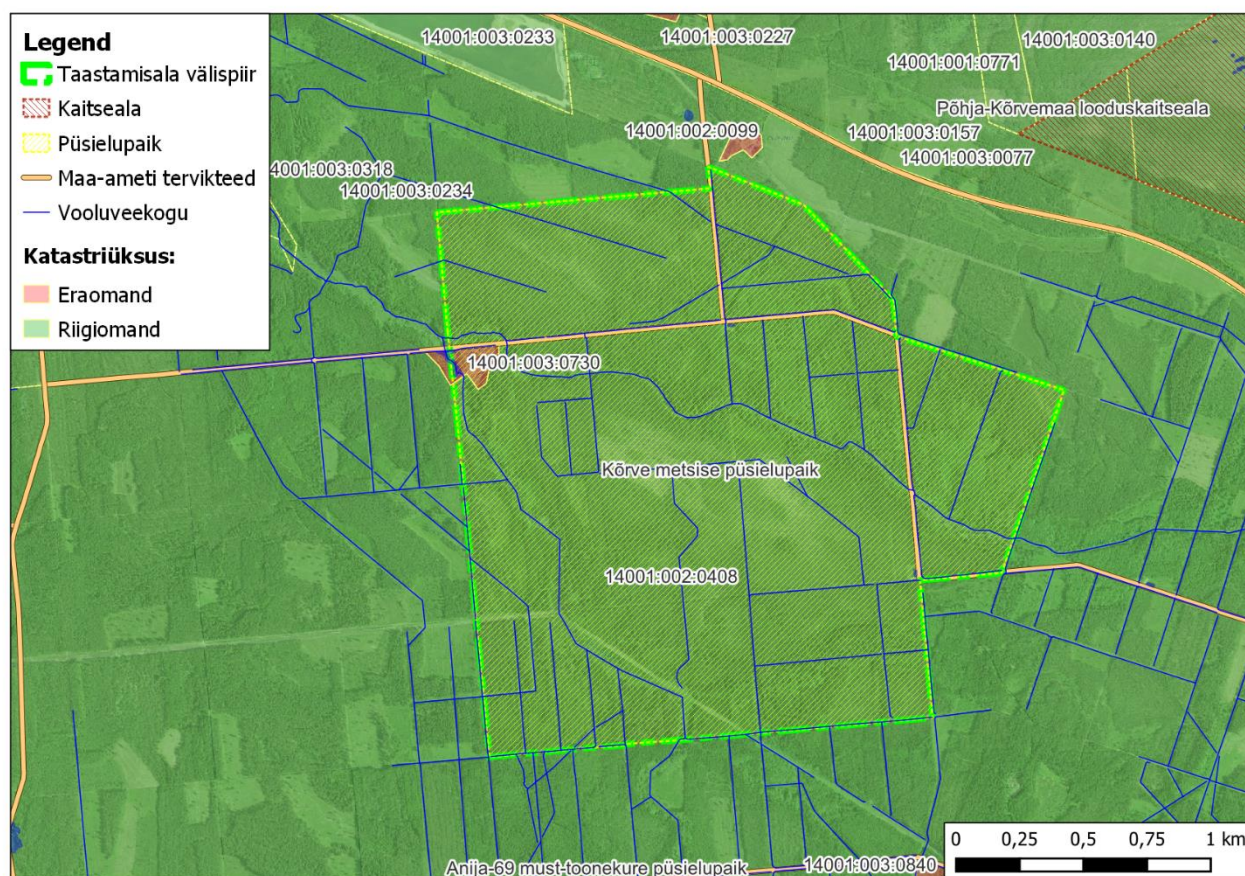 Legend
Taastamisala välispiir
Kaitseala
Püsielupaik
Maa-ameti tervikteed
Vooluveekogu
Katastriüksus:
Eraomand
Riigiomand
14001:003:0233
14001:003:0227
14001:003:0140
14001:001:0771
Põhja-Kõrvemaa looduskaitseala
14001:002:0099
14001:003:0157
14001:003:0077
14001:003:0318
14001:003:0234
14001:003:0730
Kõrve metsise püsielupaik
14001:002:0408
Anija-69 must-toonekure püsielupaik
14001:003:0840
0 0,25 0,5 0,75 1 km